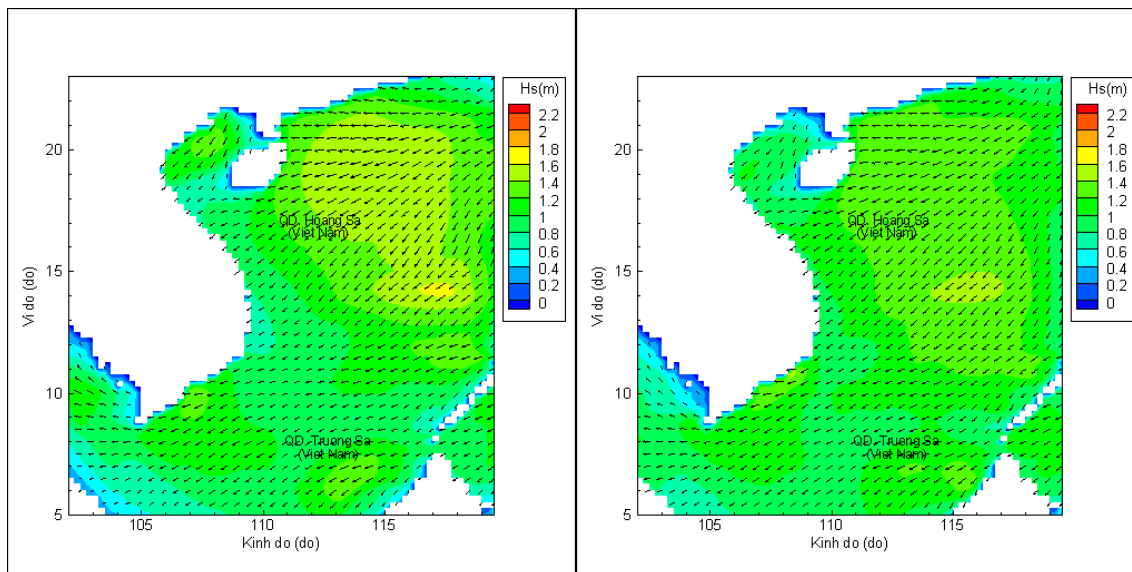 Hs(m)
2.2
2
1.8
1.6
1.4
1.2
1
0.8
0.6
0.4
0.2
0
20
15
10
5
Vi do (do)
QD. Hoang Sa
(Viet Nam)
QD. Truong Sa
(Viet Nam)
105
110
115
Kinh do (do)
Hs(m)
2.2
2
1.8
1.6
1.4
1.2
1
0.8
0.6
0.4
0.2
0
20
15
10
5
Vi do (do)
QD. Hoang Sa
(Viet Nam)
QD. Truong Sa
(Viet Nam)
105
110
115
Kinh do (do)